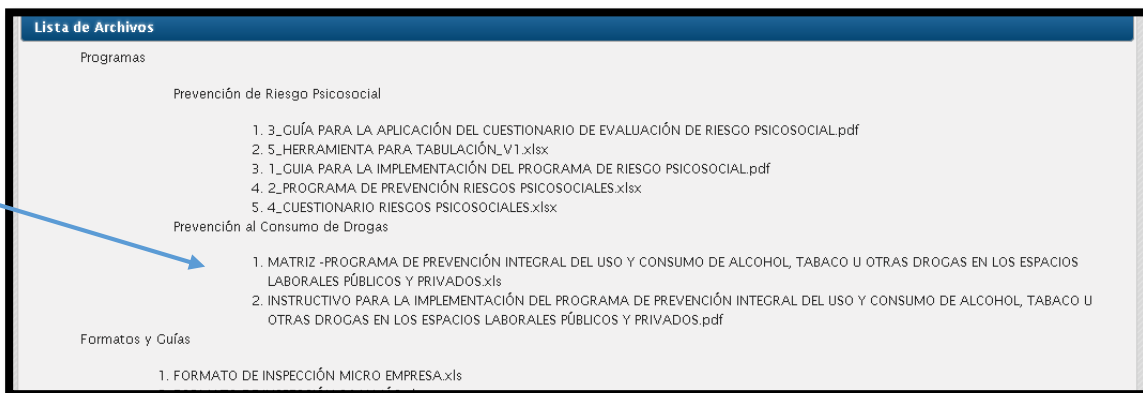 Lista de Archivos
Programas
Prevención de Riesgo Psicosocial
1. 3_GUÍA PARA LA APLICACIÓN DEL CUESTIONARIO DE EVALUACIÓN DE RIESGO PSICOSOCIAL.pdf
2. 5_HERRAMIENTA PARA TABULACIÓN_V1.xlsx
3. 1_GUIA PARA LA IMPLEMENTACIÓN DEL PROGRAMA DE RIESGO PSICOSOCIAL.pdf
4. 2_PROGRAMA DE PREVENCIÓN RIESGOS PSICOSOCIALES.xlsx
5. 4_CUESTIONARIO RIESGOS PSICOSOCIALES.xlsx
Prevención al Consumo de Drogas
1. MATRIZ -PROGRAMA DE PREVENCIÓN INTEGRAL DEL USO Y CONSUMO DE ALCOHOL, TABACO U OTRAS DROGAS EN LOS ESPACIOS
LABORALES PÚBLICOS Y PRIVADOS.xls
2. INSTRUCTIVO PARA LA IMPLEMENTACIÓN DEL PROGRAMA DE PREVENCIÓN INTEGRAL DEL USO Y CONSUMO DE ALCOHOL, TABACO U
OTRAS DROGAS EN LOS ESPACIOS LABORALES PÚBLICOS Y PRIVADOS.pdf
Formatos y Guías
1. FORMATO DE INSPECCIÓN MICRO EMPRESA.xls